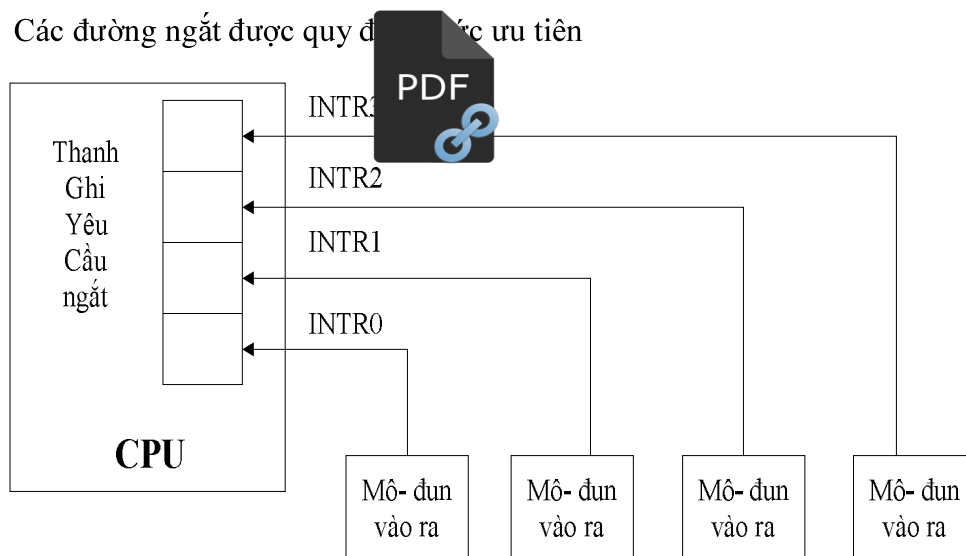 Các đường ngắt được quy ưu tiên
PDF
INTR3
Thanh
Ghi
Yêu
Cầu
ngắt
INTR2
INTR1
INTR0
CPU
Mô- đun
vào ra
Mô- đun
vào ra
Mô- đun
vào ra
Mô- đun
vào ra